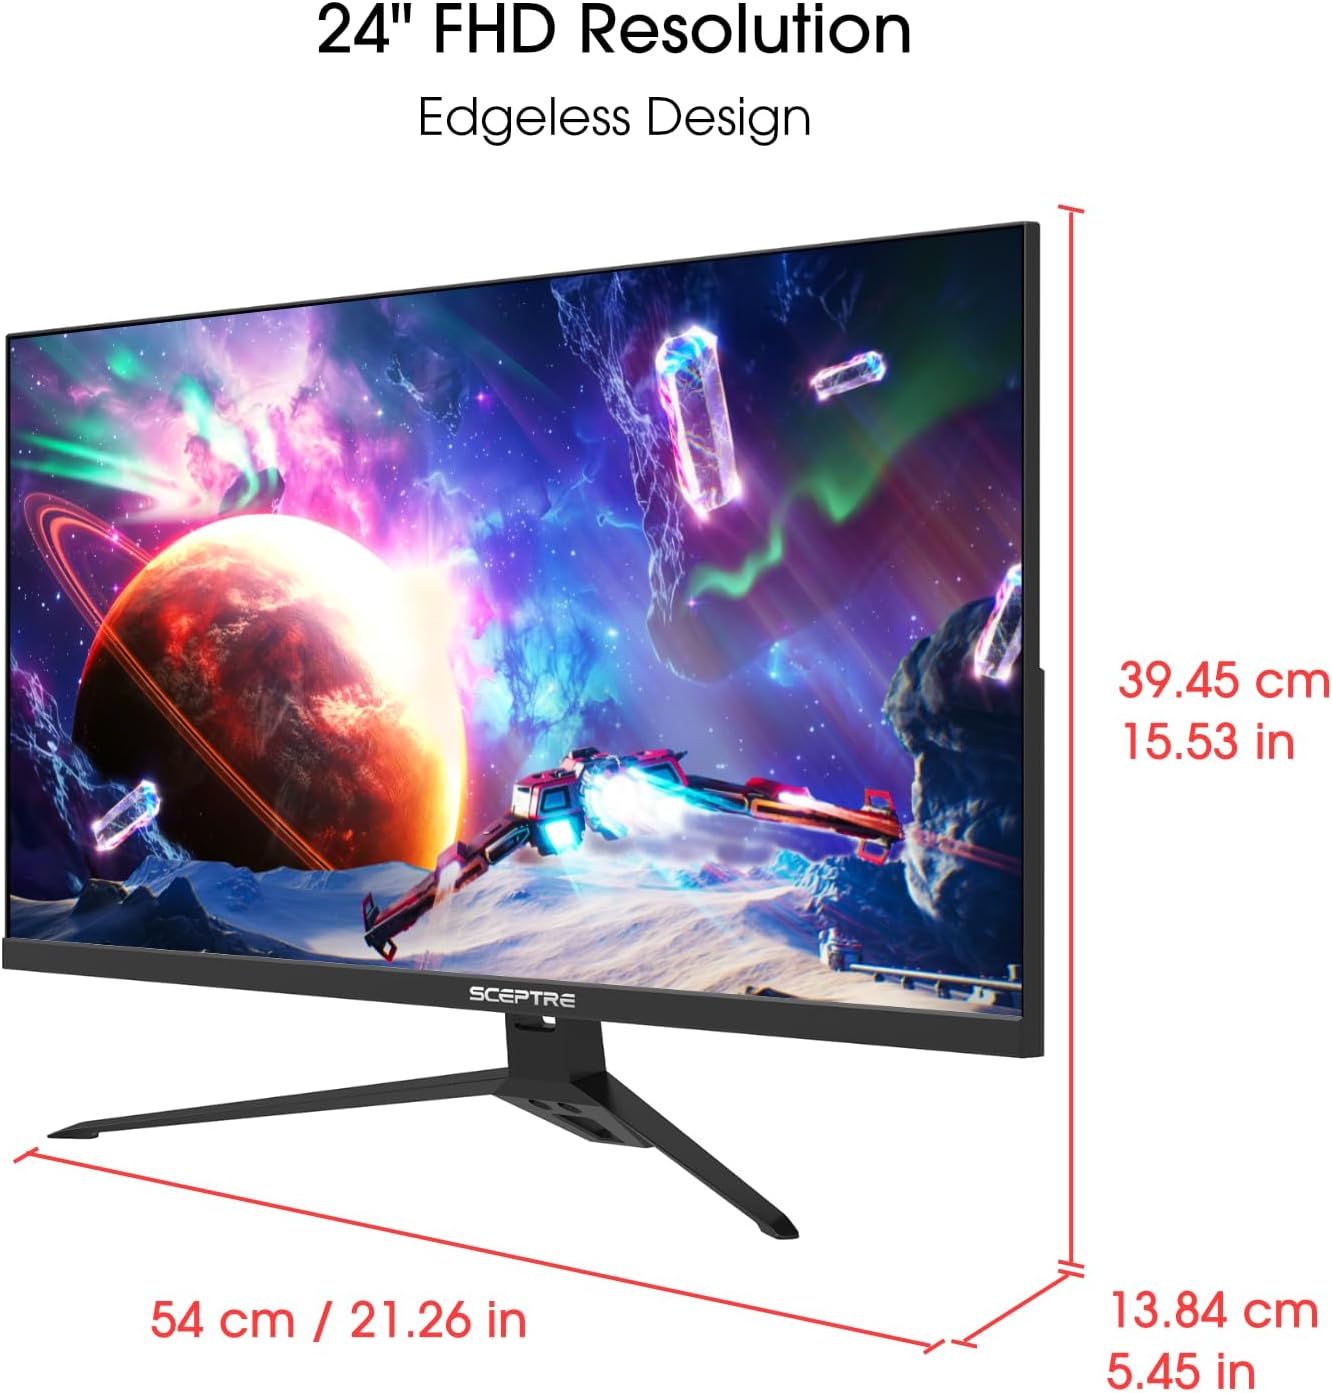 24" FHD Resolution
Edgeless Design
39.45 cm
15.53 in
SCEPTRE
54 cm / 21.26 in
13.84 cm
5.45 in